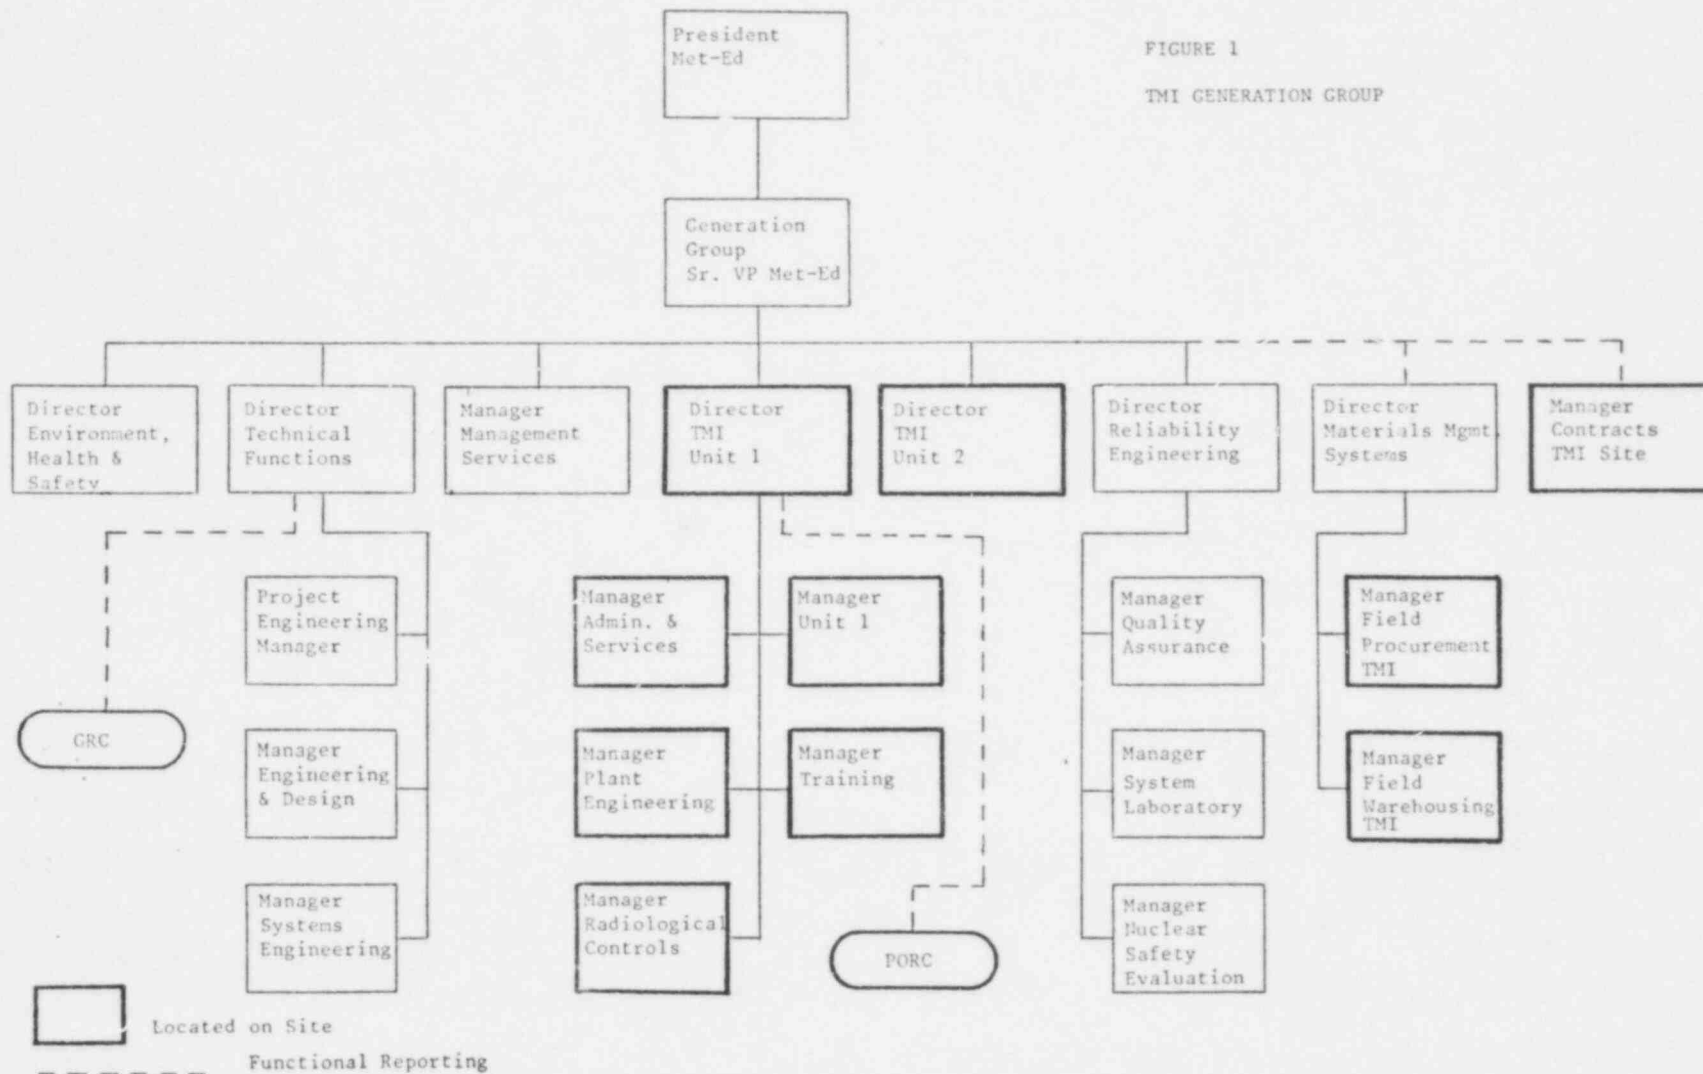 President
Met-Ed
FIGURE 1
TMI GENERATION GROUP
Generation
Group
Sr. VP Met-Ed
Director
Environment,
Health &
Safety
Director
Technical
Functions
Manager
Management
Services
Director
TMI
Unit 1
Director
TMI
Unit 2
Director
Reliability
Engineering
Director
Materials Mgmt.
Systems
Manager
Contracts
TMI Site
Project
Engineering
Manager
Manager
Admin. &
Services
Manager
Unit 1
Manager
Quality
Assurance
Manager
Field
Procurement
TMI
GRC
Manager
Engineering
& Design
Manager
Plant
Engineering
Manager
Training
Manager
System
Laboratory
Manager
Field
Warehousing
TMI
Manager
Systems
Engineering
Manager
Radiological
Controls
PORC
Manager
Nuclear
Safety
Evaluation
Located on Site
Functional Reporting